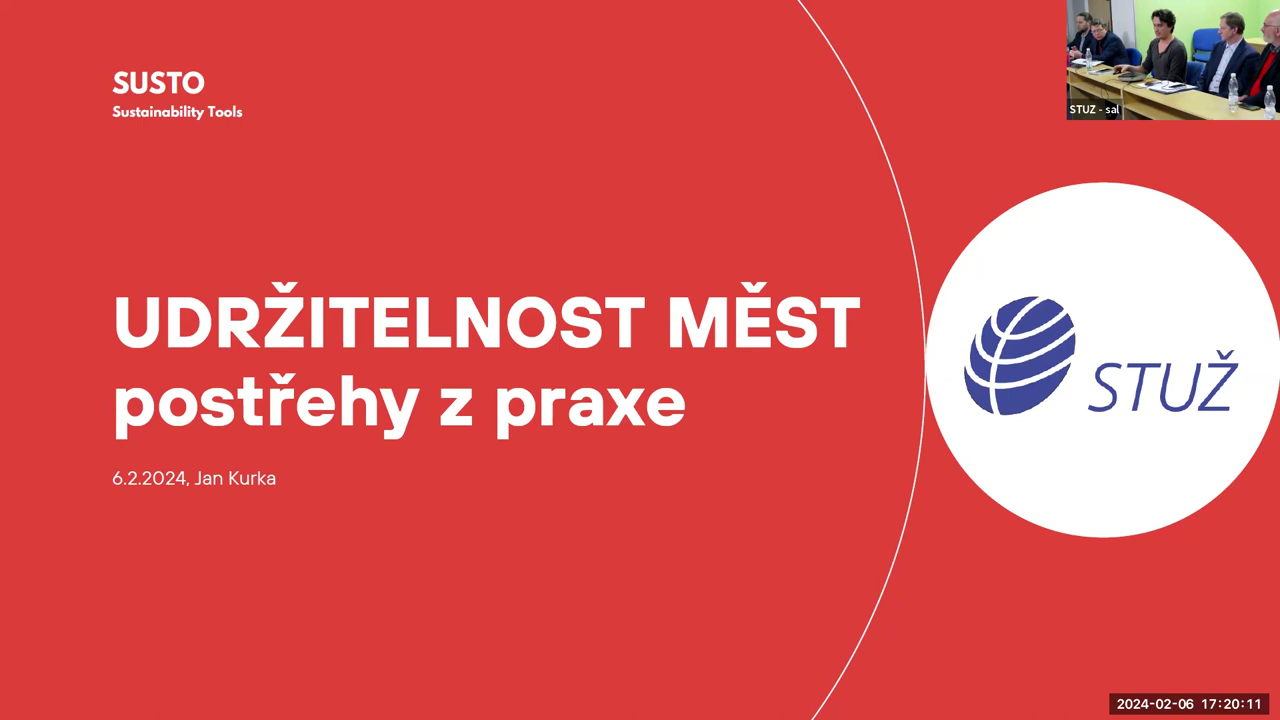 SUSTO
Sustainability Tools
STUZ - sal
UDRŽITELNOST MĚST
postřehy z praxe
STUŽ
6.2.2024, Jan Kurka
2024-02-06 17:20:11